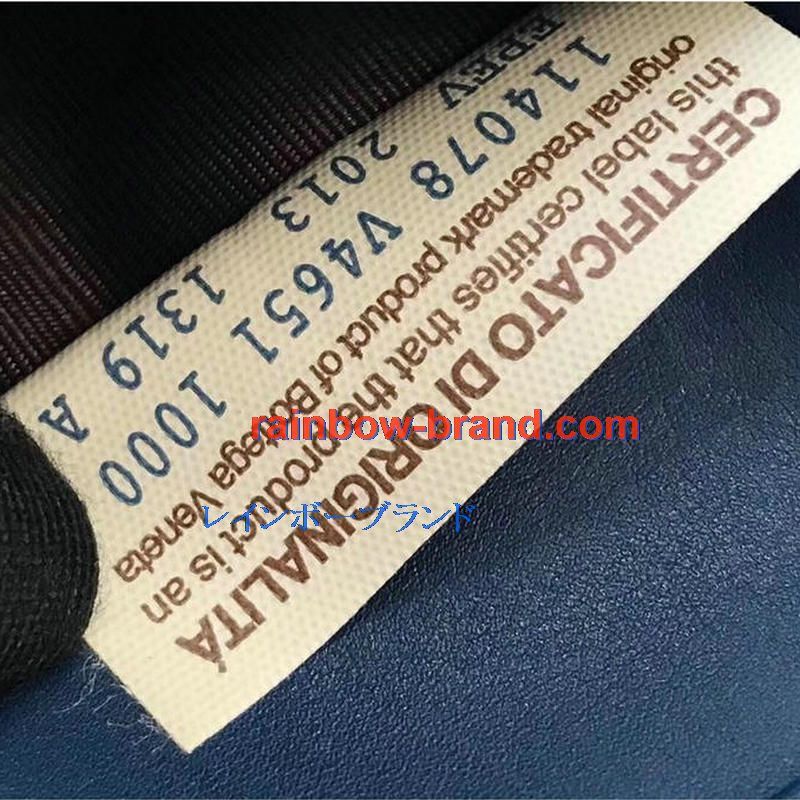 CERTIFICATO DI ORIGINALITÀ
this label certifies that the product is an
original trademark product of Bottega Veneta
114078 V4651 1000
EPEV 2013 1319 A
rainbow-brand.com
レインボーブランド